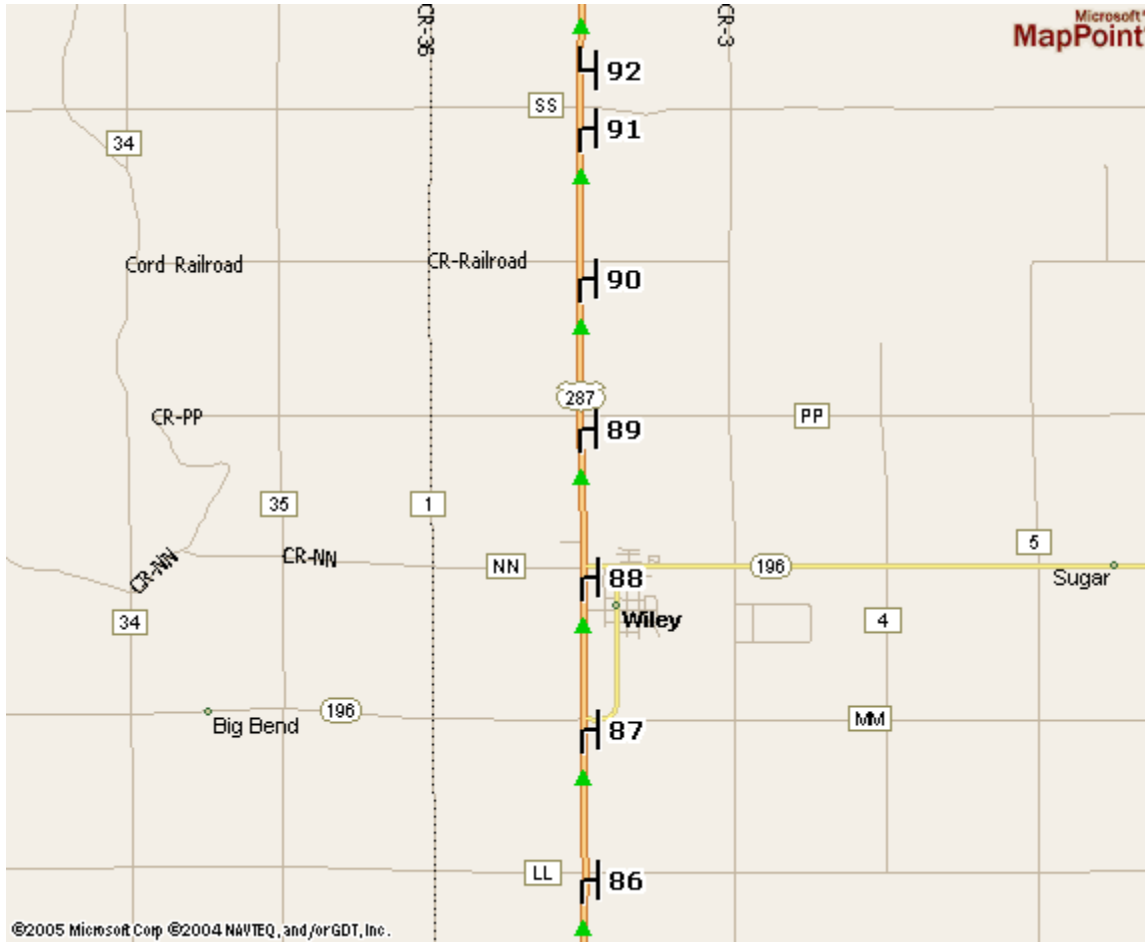 CR-36
CR-3
Microsoft®
MapPoint®
92
SS
91
34
Cord Railroad
CR-Railroad
90
287
CR-PP
PP
89
35
1
5
CR-NN
CR-NN
NN
196
88
Sugar
34
Wiley
4
196
Big Bend
MM
87
LL
86
©2005 Microsoft Corp ©2004 NAVTEQ, and/or GDT, Inc.